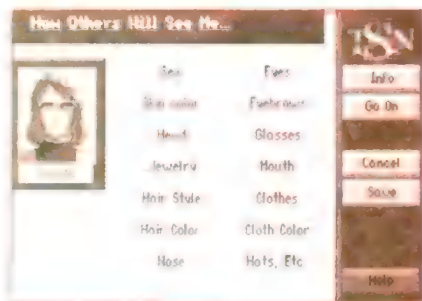 How Others Will See Me...
TSN
Sex
Eyes
Info
Skin color
Eyebrows
Go On
Head
Glasses
Jewelry
Mouth
Cancel
Hair Style
Clothes
Save
Hair Color
Cloth Color
Nose
Hats, Etc
Help